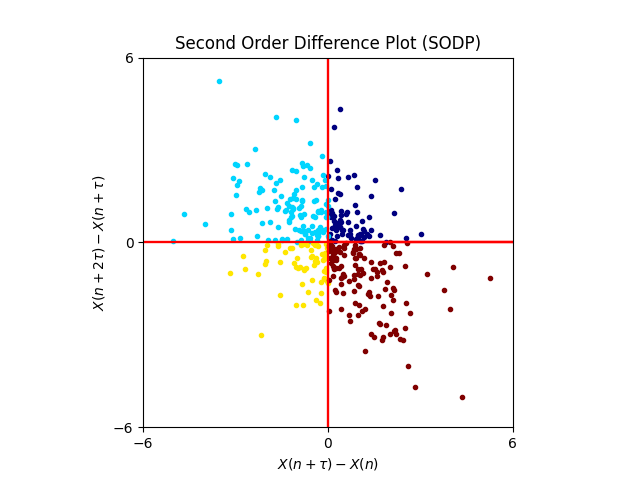 Second Order Difference Plot (SODP)
6
0
−6
X(n + 2τ) − X(n + τ)
−6 0 6
X(n + τ) − X(n)